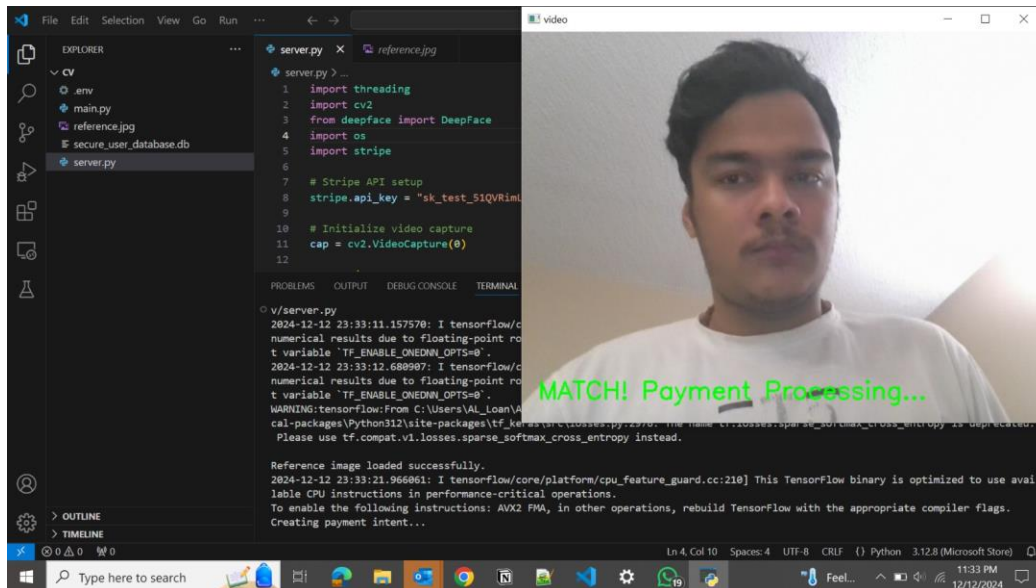 File Edit Selection View Go Run ...
video
EXPLORER
CV
.env
main.py
reference.jpg
secure_user_database.db
server.py
OUTLINE
TIMELINE
server.py
reference.jpg
server.py > ...
1 import threading
2 import cv2
3 from deepface import DeepFace
4 import os
5 import stripe
6
7 # Stripe API setup
8 stripe.api_key = "sk_test_51QVRim
9
10 # Initialize video capture
11 cap = cv2.VideoCapture(0)
12
MATCH! Payment Processing...
PROBLEMS OUTPUT DEBUG CONSOLE TERMINAL
v/server.py
2024-12-12 23:33:11.157570: I tensorflow/c
numerical results due to floating-point ro
t variable `TF_ENABLE_ONEDNN_OPTS=0`.
2024-12-12 23:33:12.680907: I tensorflow/c
numerical results due to floating-point ro
t variable `TF_ENABLE_ONEDNN_OPTS=0`.
WARNING:tensorflow:From C:\Users\AL_Loan\A
cal-packages\Python312\site-packages\tf_keras\src\losses.py:2976: The name tf.losses.sparse_softmax_cross_entropy is deprecated.
Please use tf.compat.v1.losses.sparse_softmax_cross_entropy instead.
Reference image loaded successfully.
2024-12-12 23:33:21.966061: I tensorflow/core/platform/cpu_feature_guard.cc:210] This TensorFlow binary is optimized to use avai
lable CPU instructions in performance-critical operations.
To enable the following instructions: AVX2 FMA, in other operations, rebuild TensorFlow with the appropriate compiler flags.
Creating payment intent...
0 0 0 Ln 4, Col 10 Spaces: 4 UTF-8 CRLF {} Python 3.12.8 (Microsoft Store)
Type here to search
19
Feel...
11:33 PM
12/12/2024